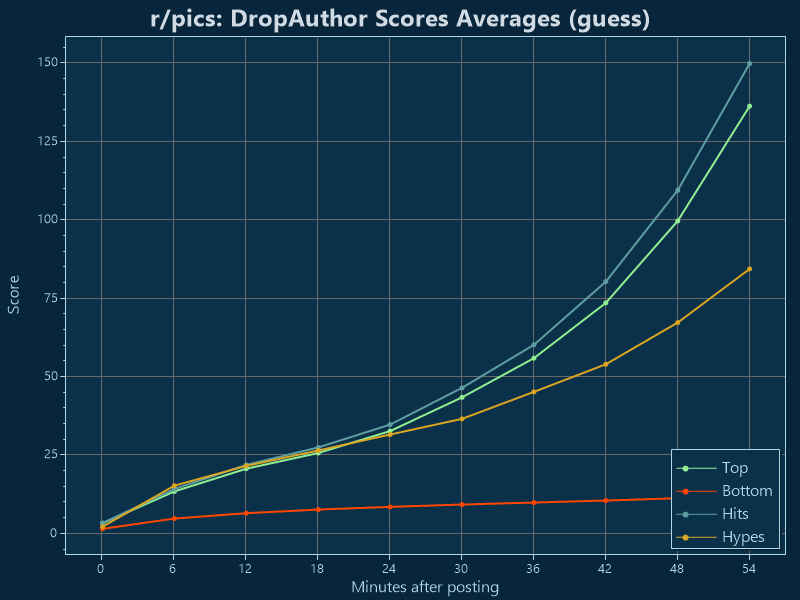 r/pics: DropAuthor Scores Averages (guess)
150
125
100
75
50
25
0
Score
0 6 12 18 24 30 36 42 48 54
Minutes after posting
Top
Bottom
Hits
Hypes